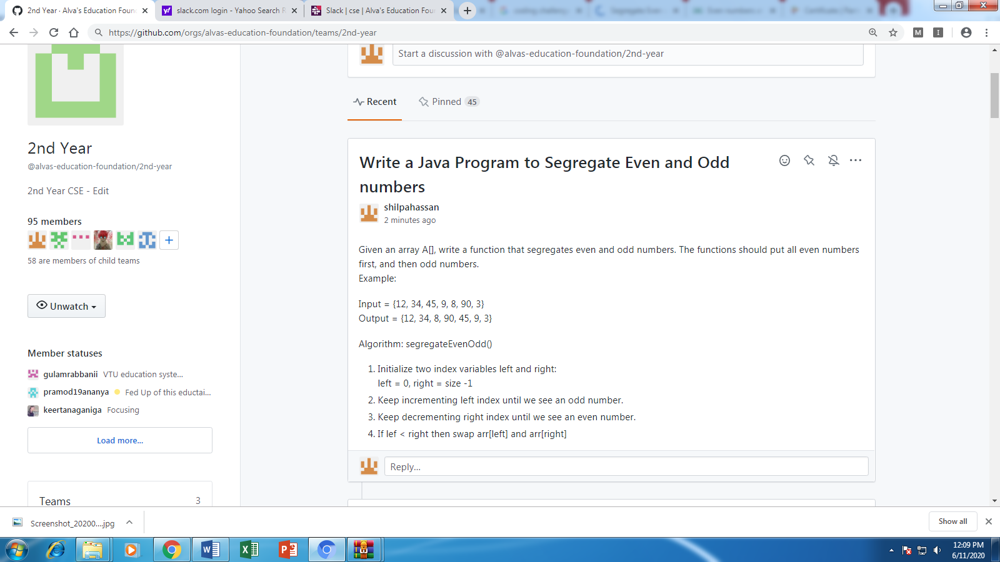 2nd Year · Alva's Education Foun
slack.com login - Yahoo Search R
Slack | cse | Alva's Education Fou
https://github.com/orgs/alvas-education-foundation/teams/2nd-year
M
I
Start a discussion with @alvas-education-foundation/2nd-year
Recent
Pinned 45
2nd Year
@alvas-education-foundation/2nd-year
2nd Year CSE - Edit
95 members
58 are members of child teams
Unwatch
Member statuses
gulamrabbanii VTU education syste...
pramod19ananya Fed Up of this eductai...
keertanaganiga Focusing
Load more...
Teams 3
Write a Java Program to Segregate Even and Odd
numbers
shilpahassan
2 minutes ago
Given an array A[], write a function that segregates even and odd numbers. The functions should put all even numbers
first, and then odd numbers.
Example:
Input = {12, 34, 45, 9, 8, 90, 3}
Output = {12, 34, 8, 90, 45, 9, 3}
Algorithm: segregateEvenOdd()
1. Initialize two index variables left and right:
left = 0, right = size -1
2. Keep incrementing left index until we see an odd number.
3. Keep decrementing right index until we see an even number.
4. If lef < right then swap arr[left] and arr[right]
Reply...
Screenshot_20200....jpg
Show all
12:09 PM
6/11/2020